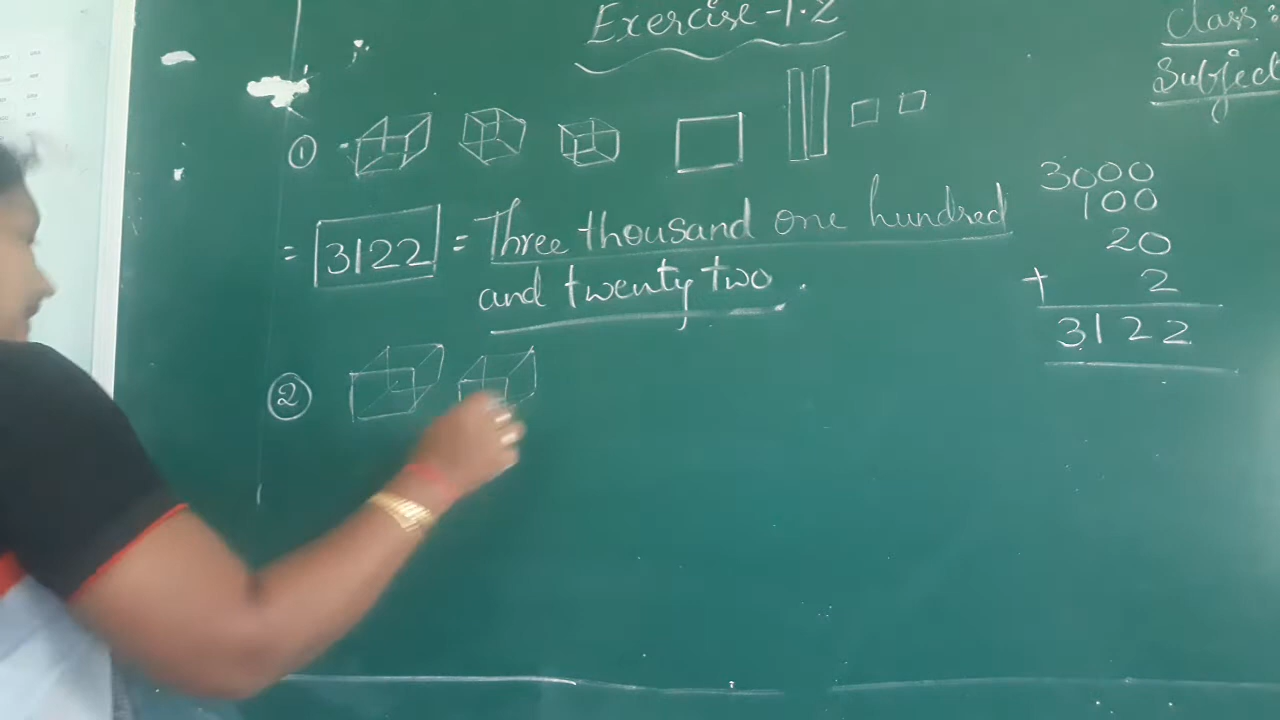 Exercise-1.2
Class:
Subject
①
= 3122 = Three thousand one hundred
and twenty two.
3000
100
20
+ 2
3122
②